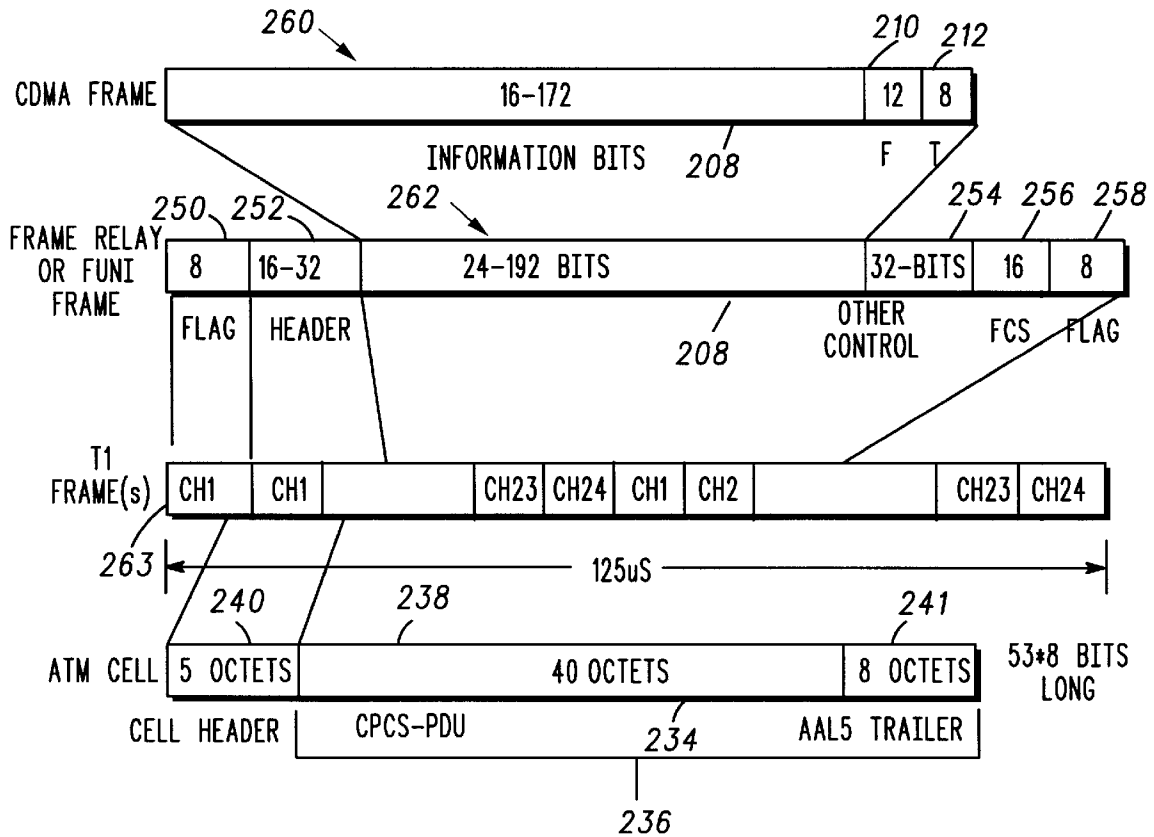 260 210 212
CDMA FRAME 16-172 12 8
INFORMATION BITS 208 F T
250 252 262 254 256 258
FRAME RELAY
OR FUNI
FRAME
8 16-32 24-192 BITS 32-BITS 16 8
FLAG HEADER 208 OTHER
CONTROL FCS FLAG
T1
FRAME(s)
CH1 CH1 CH23 CH24 CH1 CH2 CH23 CH24
263 125uS
240 238 241
ATM CELL 5 OCTETS 40 OCTETS 8 OCTETS 53*8 BITS
LONG
CELL HEADER CPCS-PDU 234 AAL5 TRAILER
236